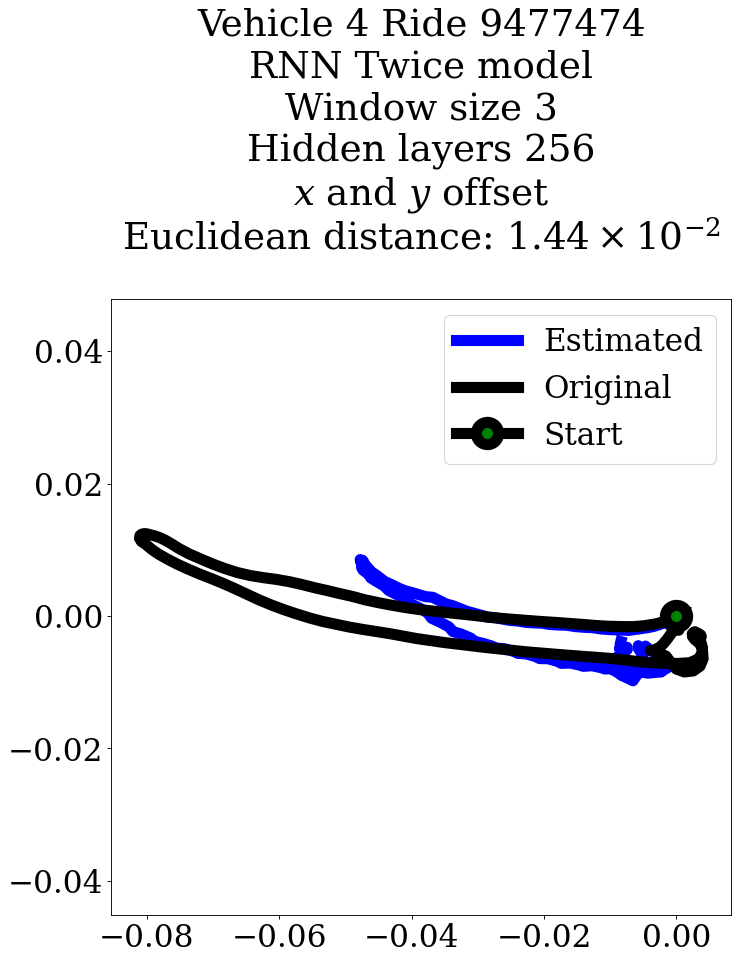 Vehicle 4 Ride 9477474
RNN Twice model
Window size 3
Hidden layers 256
x and y offset
Euclidean distance: 1.44 × 10⁻²
Estimated
Original
Start
0.04
0.02
0.00
−0.02
−0.04
−0.08
−0.06
−0.04
−0.02
0.00